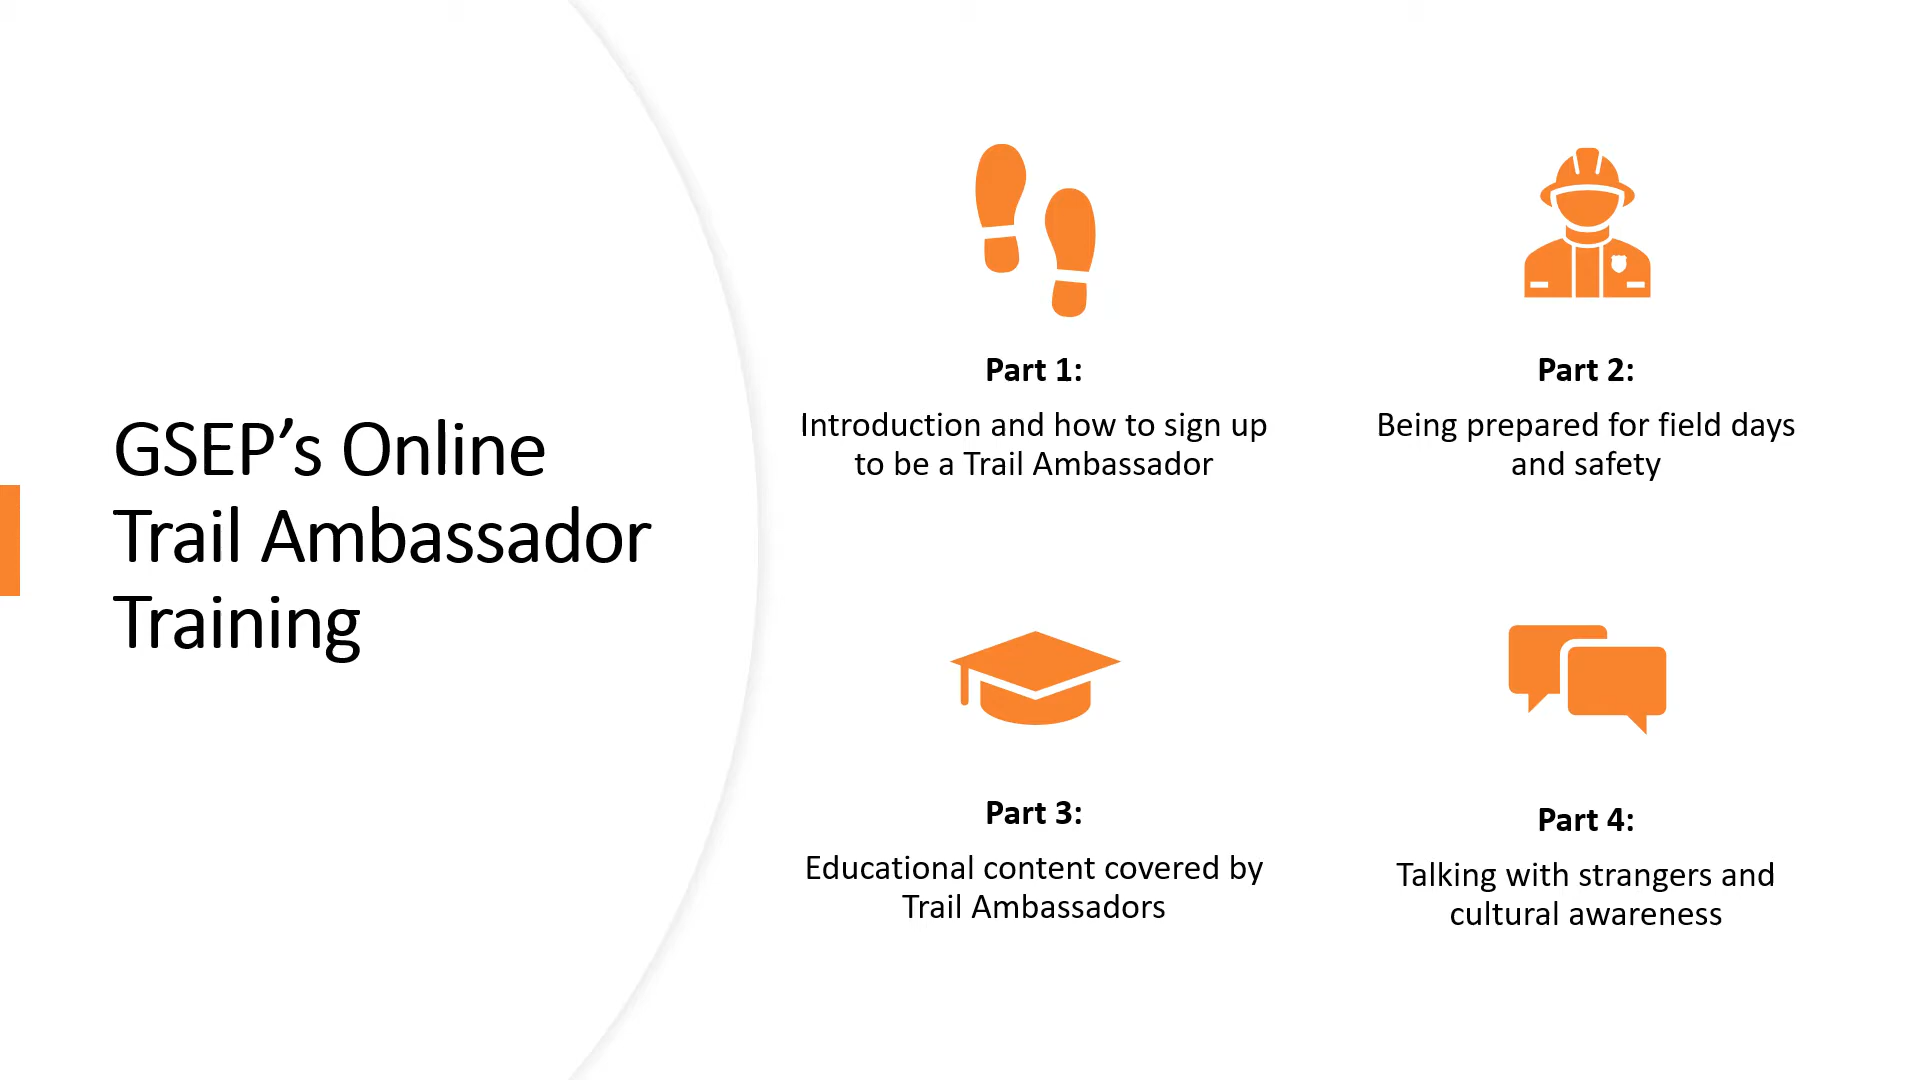 GSEP’s Online
Trail Ambassador
Training
Part 1:
Introduction and how to sign up
to be a Trail Ambassador
Part 2:
Being prepared for field days
and safety
Part 3:
Educational content covered by
Trail Ambassadors
Part 4:
Talking with strangers and
cultural awareness